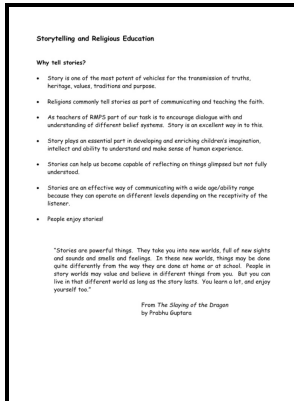 Storytelling and Religious Education
Why tell stories?
• Story is one of the most potent of vehicles for the transmission of truths,
heritage, values, traditions and purpose.
• Religions commonly tell stories as part of communicating and teaching the faith.
• As teachers of RMPS part of our task is to encourage dialogue with and
understanding of different belief systems. Story is an excellent way in to this.
• Story plays an essential part in developing and enriching children's imagination,
intellect and ability to understand and make sense of human experience.
• Stories can help us become capable of reflecting on things glimpsed but not fully
understood.
• Stories are an effective way of communicating with a wide age/ability range
because they can operate on different levels depending on the receptivity of the
listener.
• People enjoy stories!
"Stories are powerful things. They take you into new worlds, full of new sights
and sounds and smells and feelings. In these new worlds, things may be done
quite differently from the way they are done at home or at school. People in
story worlds may value and believe in different things from you. But you can
live in that different world as long as the story lasts. You learn a lot, and enjoy
yourself too."
From The Slaying of the Dragon
by Prabhu Guptara